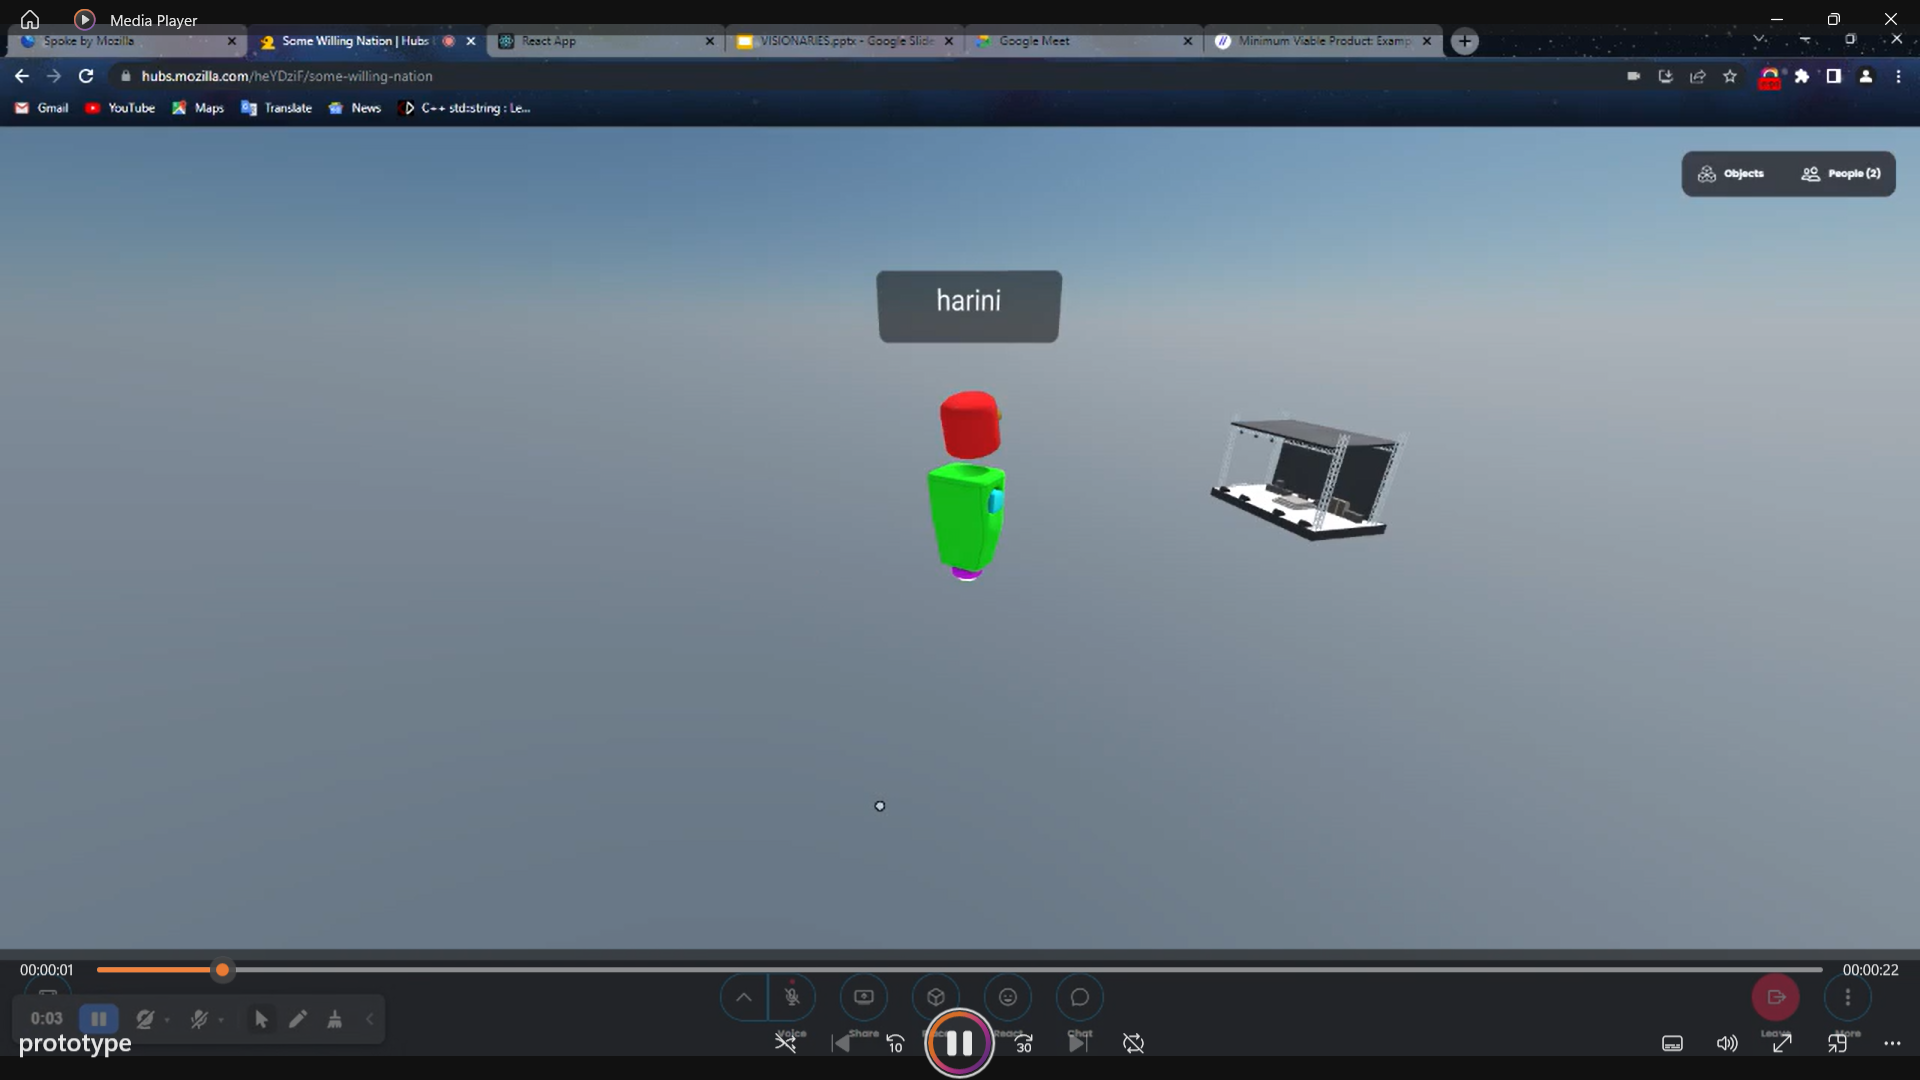 Media Player
Spoke by Mozilla
Some Willing Nation | Hubs
React App
VISIONARIES.pptx - Google Slide
Google Meet
Minimum Viable Product: Examp
hubs.mozilla.com/heYDziF/some-willing-nation
Gmail
YouTube
Maps
Translate
News
C++ std::string : Le...
Objects
People (2)
harini
00:00:01
00:00:22
0:03
Voice
Share
React
Chat
Leave
More
prototype
10
30